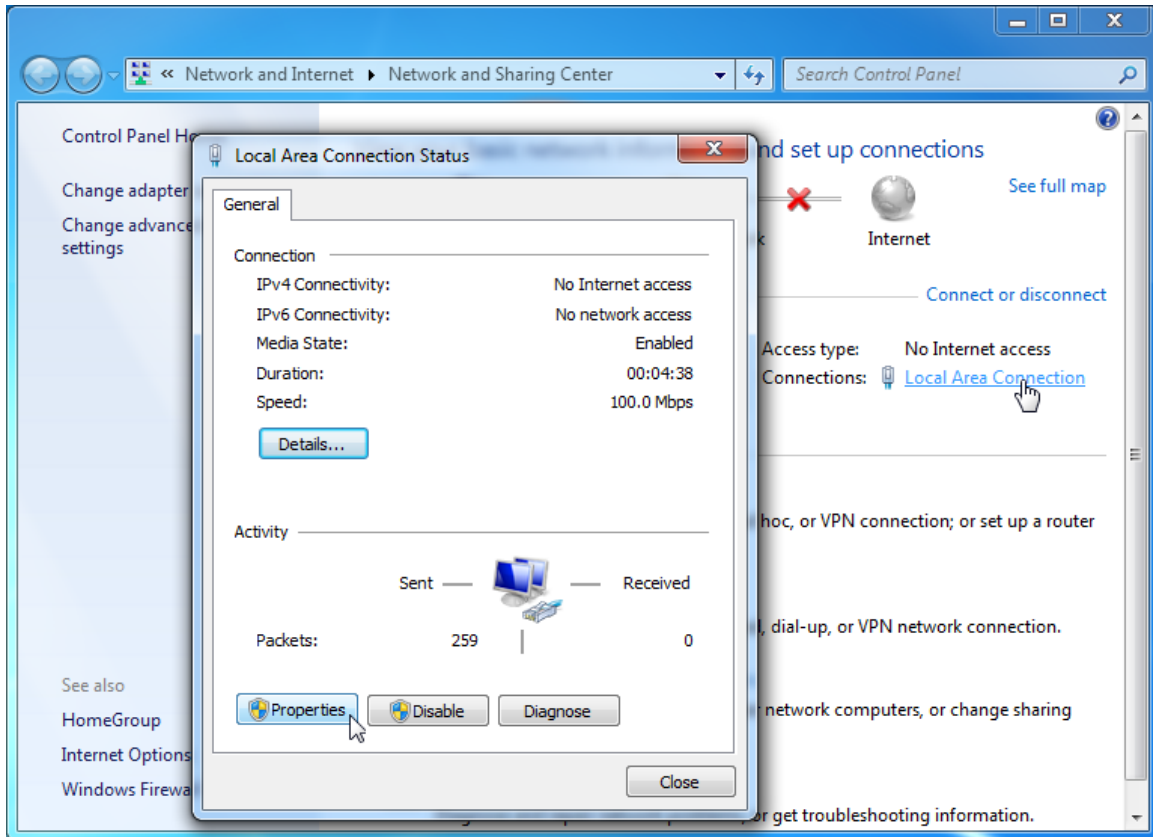 « Network and Internet ▸ Network and Sharing Center
Search Control Panel
Control Panel
Change adapter
Change advance
settings
See also
HomeGroup
Internet Options
Windows Firewa
nd set up connections
See full map
Internet
Connect or disconnect
Access type: No Internet access
Connections: Local Area Connection
hoc, or VPN connection; or set up a router
, dial-up, or VPN network connection.
network computers, or change sharing
or get troubleshooting information.
Local Area Connection Status
General
Connection
IPv4 Connectivity: No Internet access
IPv6 Connectivity: No network access
Media State: Enabled
Duration: 00:04:38
Speed: 100.0 Mbps
Details...
Activity
Sent — Received
Packets: 259 0
Properties Disable Diagnose
Close